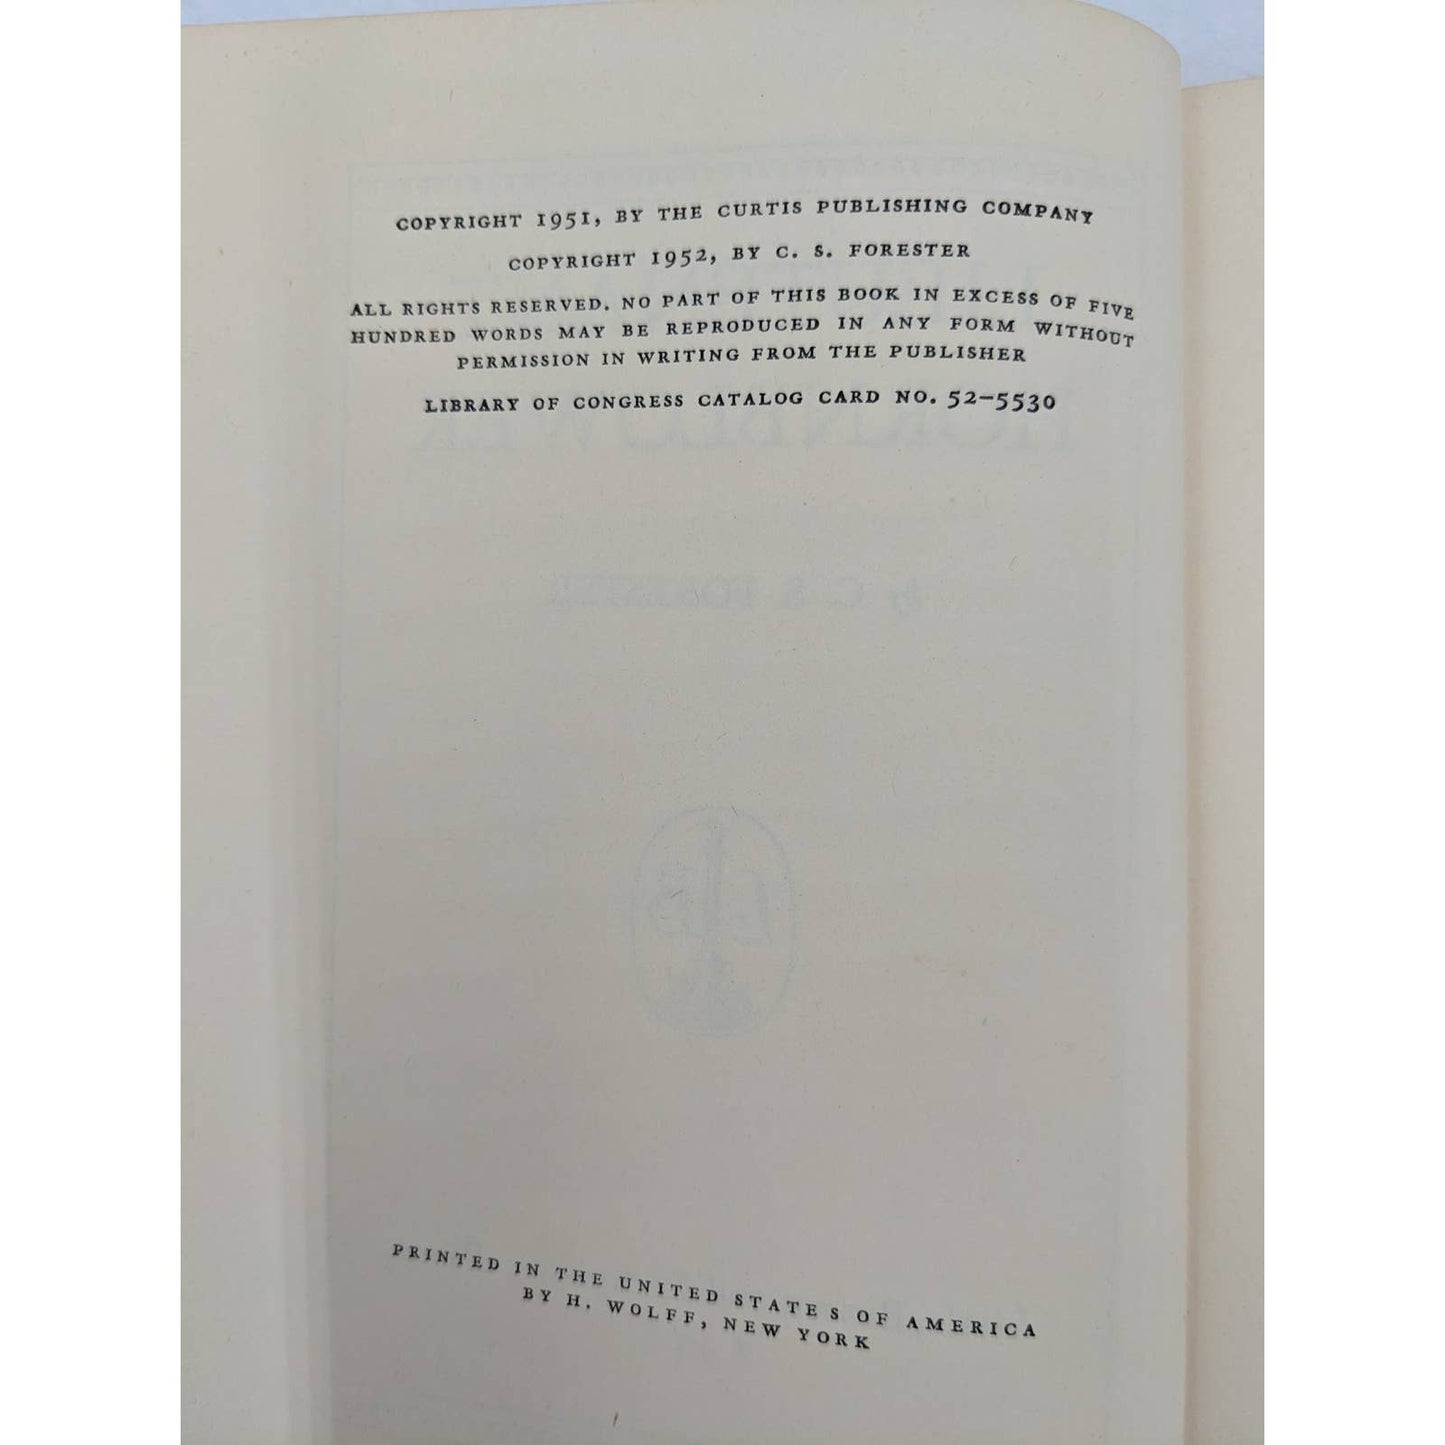 COPYRIGHT 1951, BY THE CURTIS PUBLISHING COMPANY
COPYRIGHT 1952, BY C. S. FORESTER
ALL RIGHTS RESERVED. NO PART OF THIS BOOK IN EXCESS OF FIVE
HUNDRED WORDS MAY BE REPRODUCED IN ANY FORM WITHOUT
PERMISSION IN WRITING FROM THE PUBLISHER
LIBRARY OF CONGRESS CATALOG CARD NO. 52–5530
HORNBLOWER
by C. S. FORESTER
PRINTED IN THE UNITED STATES OF AMERICA
BY H. WOLFF, NEW YORK